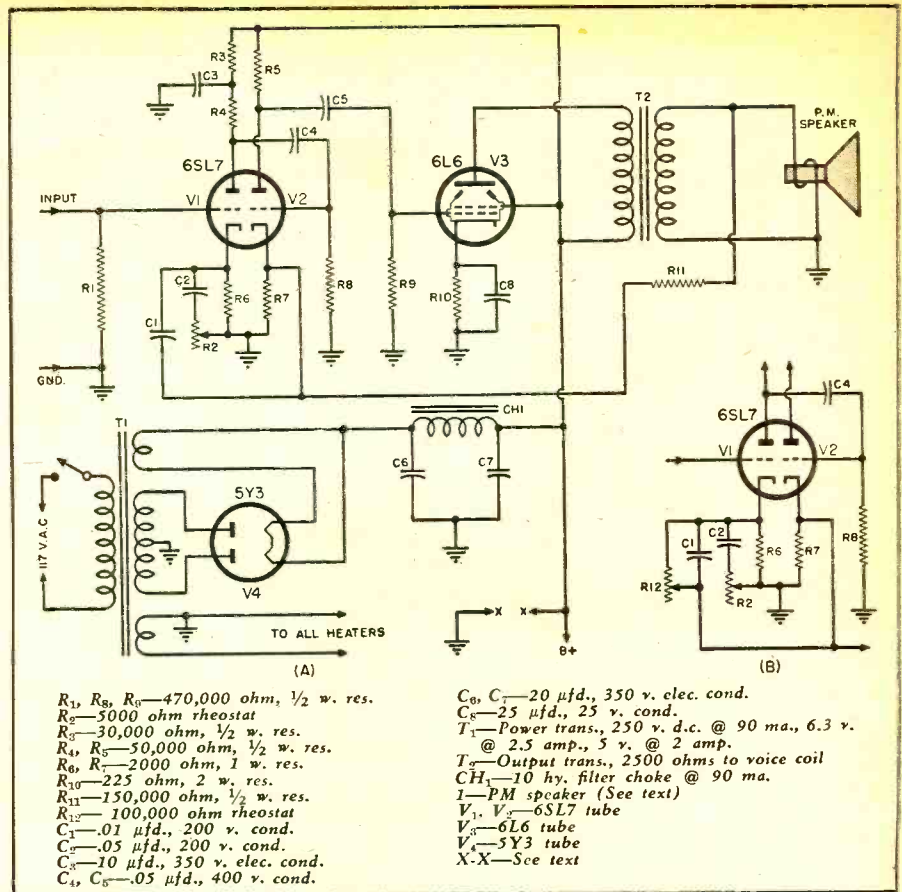 R3
R5
C3
R4
C5
C4
T2
P.M.
SPEAKER
6SL7
6L6 V3
INPUT
V1 V2
R1
C2
R6
R7
R8
R9
R10
C8
R11
C1
R2
GND.
T1
CH1
C6
C7
5Y3
V4
117 V.A.C
TO ALL HEATERS
X X
B+
(A)
C4
6SL7
V1 V2
C1
C2
R6
R7
R8
R12
R2
(B)
R1, R8, R9—470,000 ohm, 1/2 w. res.
R2—5000 ohm rheostat
R3—30,000 ohm, 1/2 w. res.
R4, R5—50,000 ohm, 1/2 w. res.
R6, R7—2000 ohm, 1 w. res.
R10—225 ohm, 2 w. res.
R11—150,000 ohm, 1/2 w. res.
R12—100,000 ohm rheostat
C1—.01 μfd., 200 v. cond.
C2—.05 μfd., 200 v. cond.
C3—10 μfd., 350 v. elec. cond.
C4, C5—.05 μfd., 400 v. cond.
C6, C7—20 μfd., 350 v. elec. cond.
C8—25 μfd., 25 v. cond.
T1—Power trans., 250 v. d.c. @ 90 ma., 6.3 v.
@ 2.5 amp., 5 v. @ 2 amp.
T2—Output trans., 2500 ohms to voice coil
CH1—10 hy. filter choke @ 90 ma.
1—PM speaker (See text)
V1, V2—6SL7 tube
V3—6L6 tube
V4—5Y3 tube
X-X—See text